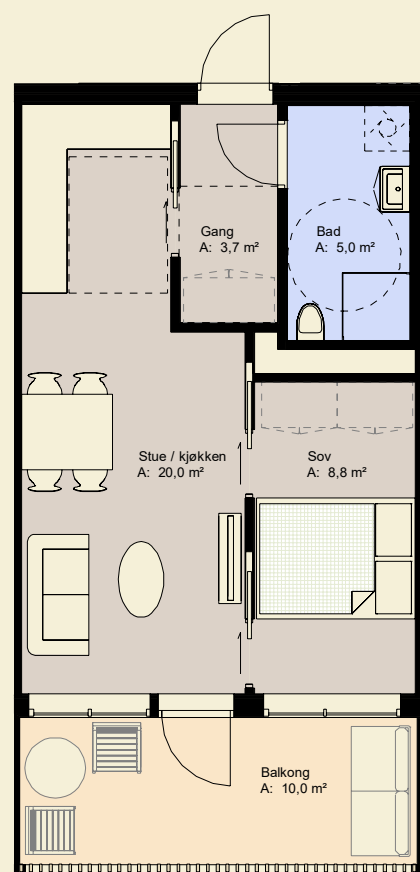 Gang
A: 3,7 m²
Bad
A: 5,0 m²
Stue / kjøkken
A: 20,0 m²
Sov
A: 8,8 m²
Balkong
A: 10,0 m²